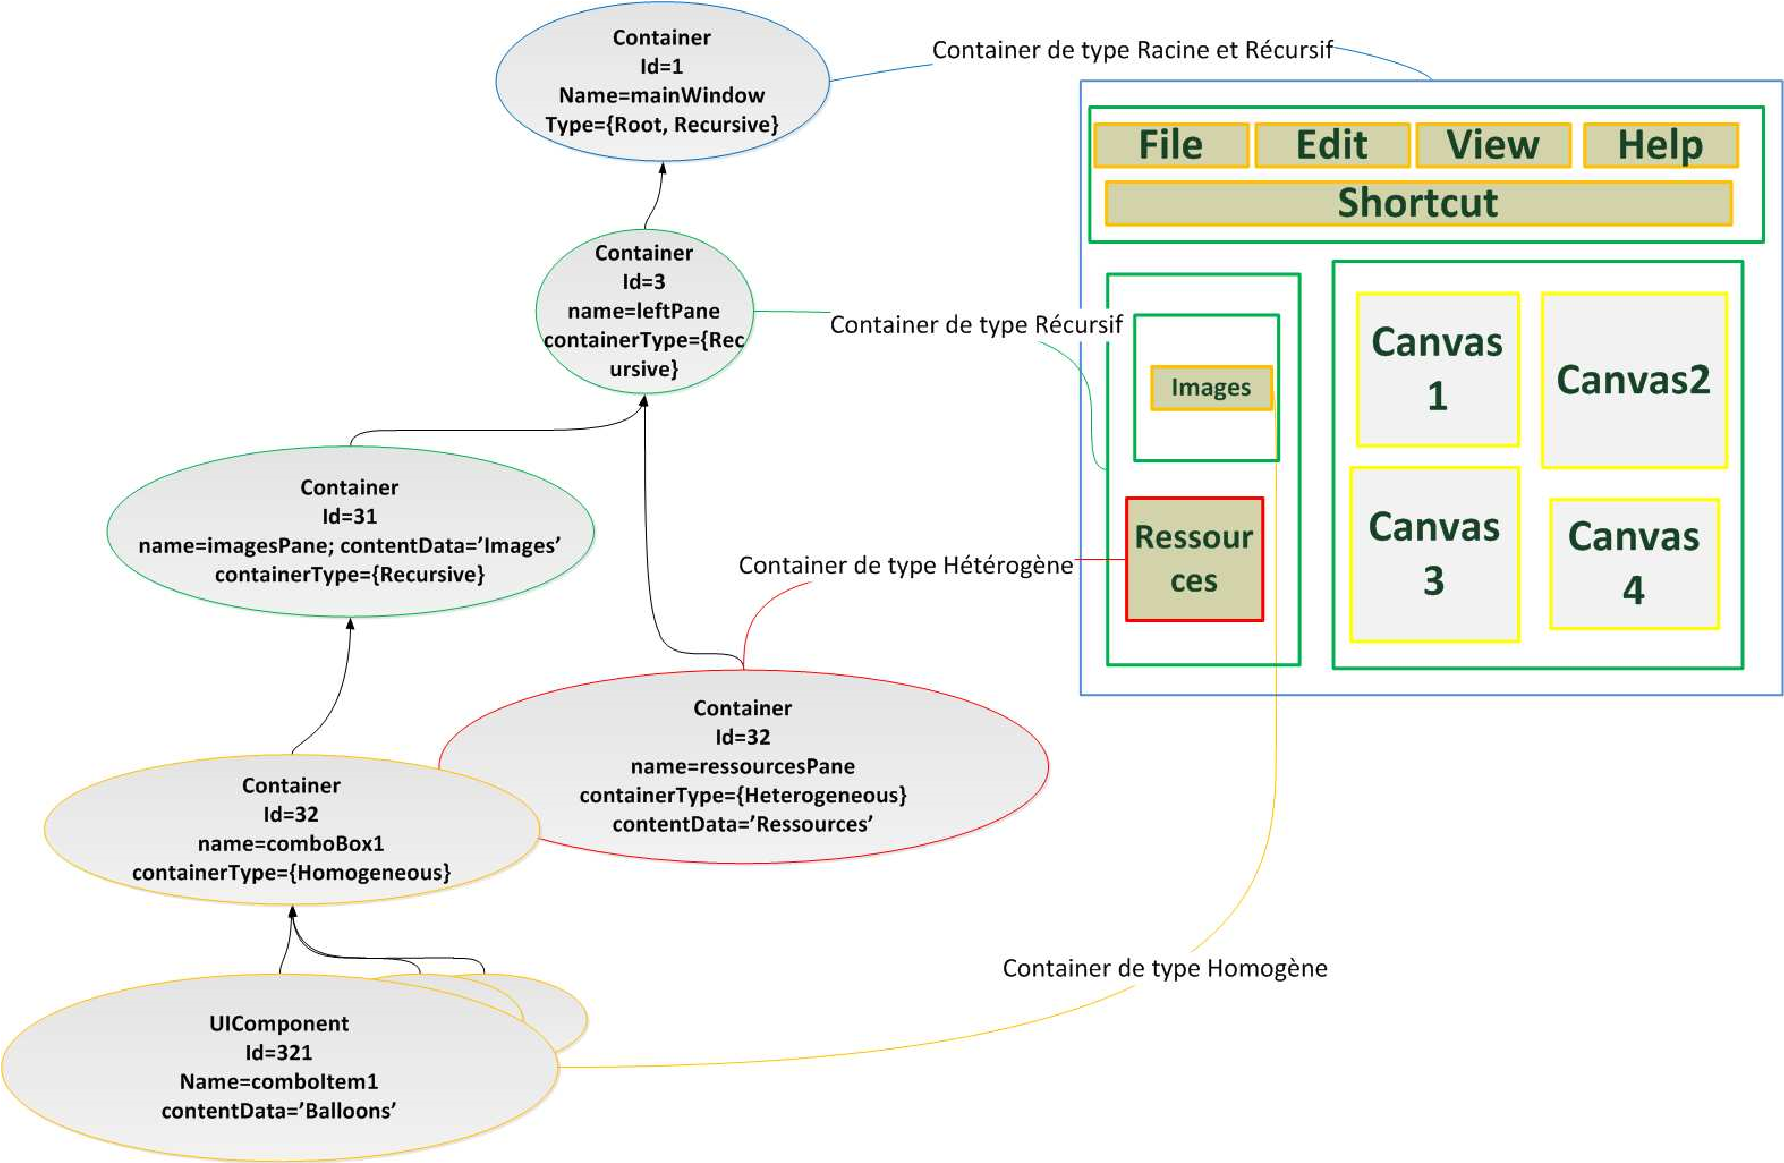 Container
Id=1
Name=mainWindow
Type={Root, Recursive}
Container de type Racine et Récursif
File
Edit
View
Help
Shortcut
Container
Id=3
name=leftPane
containerType={Rec
ursive}
Container de type Récursif
Images
Canvas
1
Canvas2
Canvas
3
Canvas
4
Ressour
ces
Container
Id=31
name=imagesPane; contentData=’Images’
containerType={Recursive}
Container de type Hétérogène
Container
Id=32
name=ressourcesPane
containerType={Heterogeneous}
contentData=’Ressources’
Container
Id=32
name=comboBox1
containerType={Homogeneous}
Container de type Homogène
UIComponent
Id=321
Name=comboItem1
contentData=’Balloons’